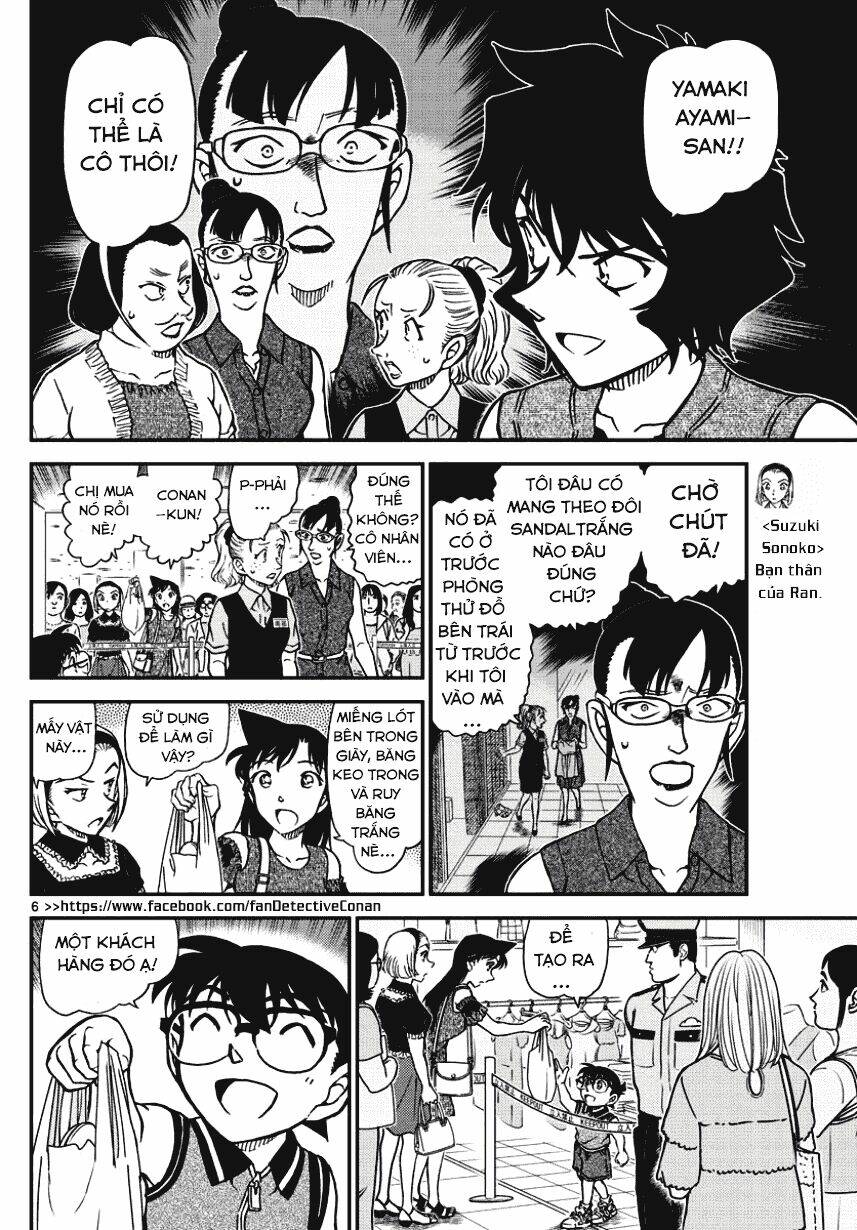 YAMAKI
AYAMI-
SAN!!
CHỈ CÓ
THỂ LÀ
CÔ THÔI!
<Suzuki
Sonoko>
Bạn thân
của Ran.
CHỜ
CHÚT
ĐÃ!
TÔI ĐÂU CÓ
MANG THEO ĐÔI
SANDALTRẮNG
NÀO ĐÂU
ĐÚNG
CHỨ?
NÓ ĐÃ
CÓ Ở
TRƯỚC
PHÒNG
THỬ ĐỒ
BÊN TRÁI
TỪ TRƯỚC
KHI TÔI
VÀO MÀ
...
ĐÚNG
THẾ
KHÔNG?
CÔ NHÂN
VIÊN...
P-PHẢI
...
CONAN
-KUN!
CHỊ MUA
NÓ RỒI
NÈ!
MIẾNG LÓT
BÊN TRONG
GIÀY, BĂNG
KEO TRONG
VÀ RUY
BĂNG
TRẮNG
NÈ...
SỬ DỤNG
ĐỂ LÀM GÌ
VẬY?
MẤY VẬT
NÀY...
6 >>https://www.facebook.com/fanDetectiveConan
ĐỂ
TẠO RA
...
KEEPOUT
MỘT KHÁCH
HÀNG ĐÓ Ạ!